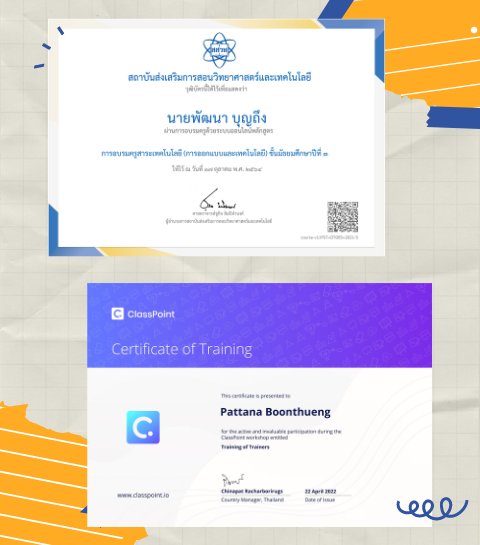 สสวท
สถาบันส่งเสริมการสอนวิทยาศาสตร์และเทคโนโลยี
วุฒิบัตรนี้ให้ไว้เพื่อแสดงว่า
นายพัฒนา บุญถึง
ผ่านการอบรมครูด้วยระบบออนไลน์หลักสูตร
การอบรมครูสาระเทคโนโลยี (การออกแบบและเทคโนโลยี) ชั้นมัธยมศึกษาปีที่ ๓
ให้ไว้ ณ วันที่ ๑๗ ตุลาคม พ.ศ. ๒๕๖๔
ผู้อำนวยการสถาบันส่งเสริมการสอนวิทยาศาสตร์และเทคโนโลยี
C ClassPoint
Certificate of Training
This certificate is presented to
Pattana Boonthueng
for the active and invaluable participation during the
ClassPoint workshop entitled
Training of Trainers
C.
www.classpoint.io
Chinapat Racharborirugs
22 April 2022
Country Manager, Thailand
Date of Issue